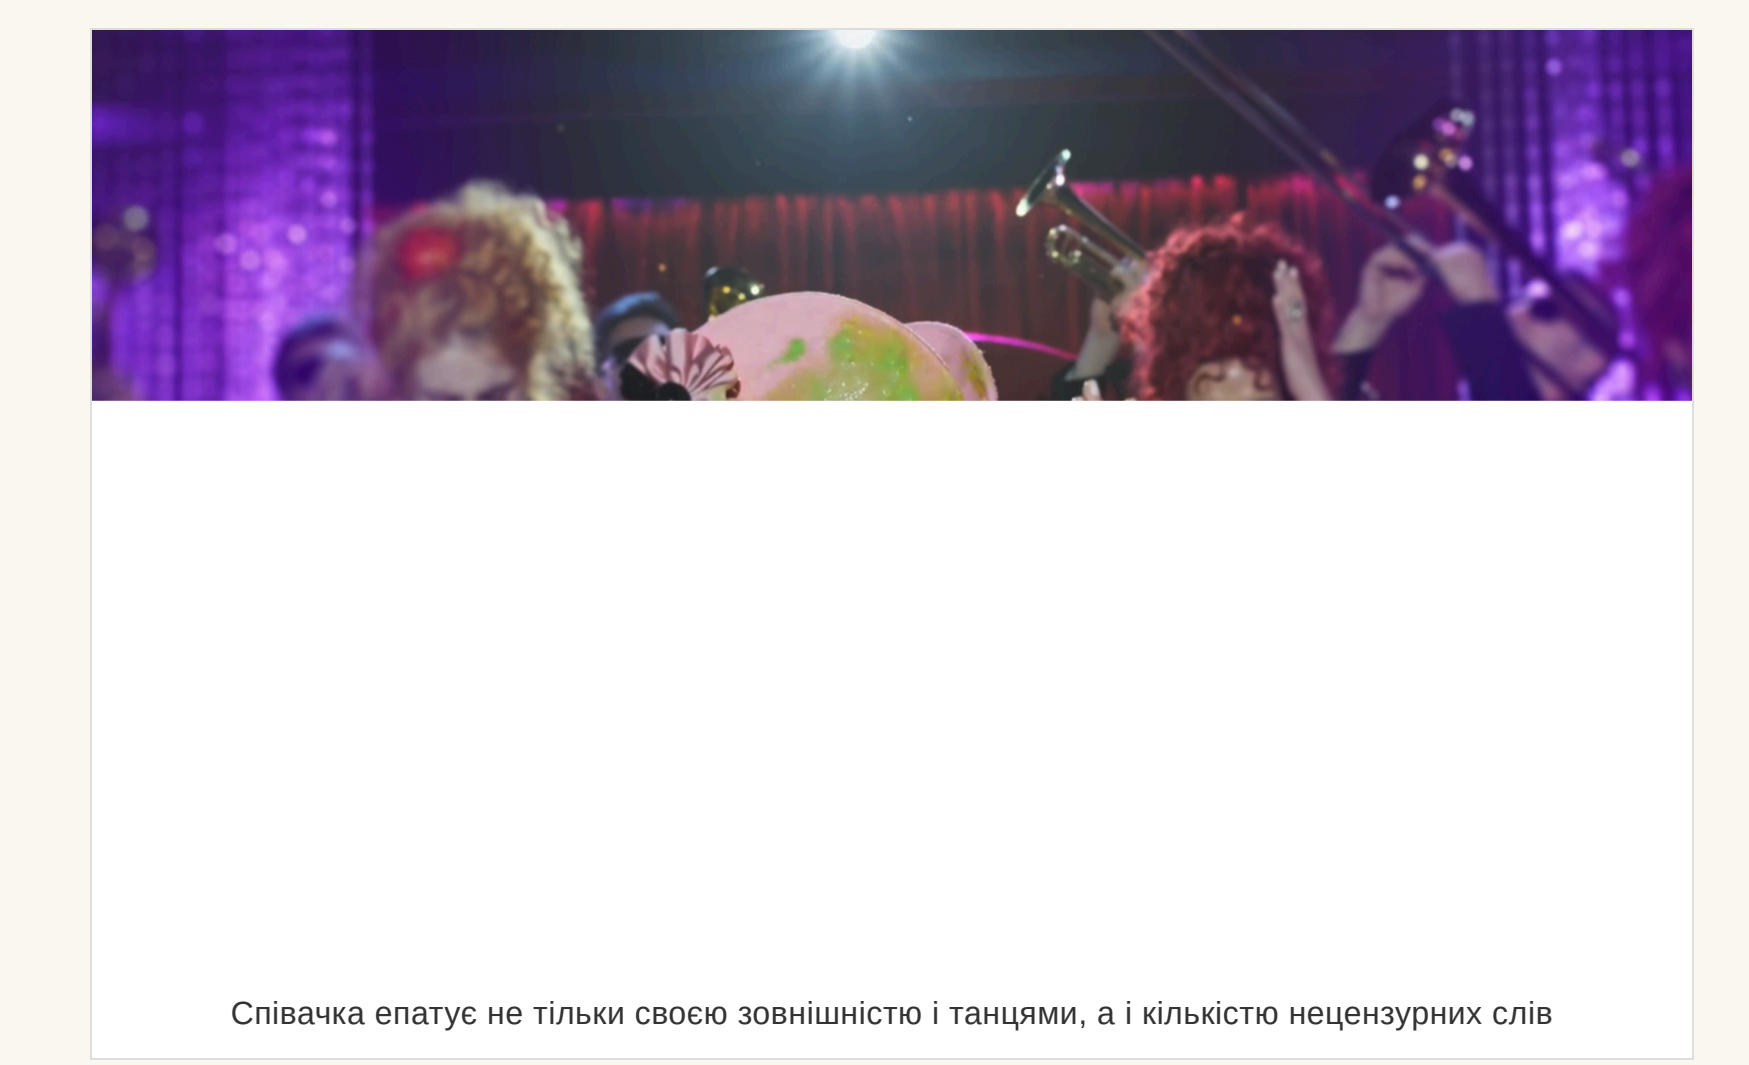 Співачка епатує не тільки своєю зовнішністю і танцями, а і кількістю нецензурних слів